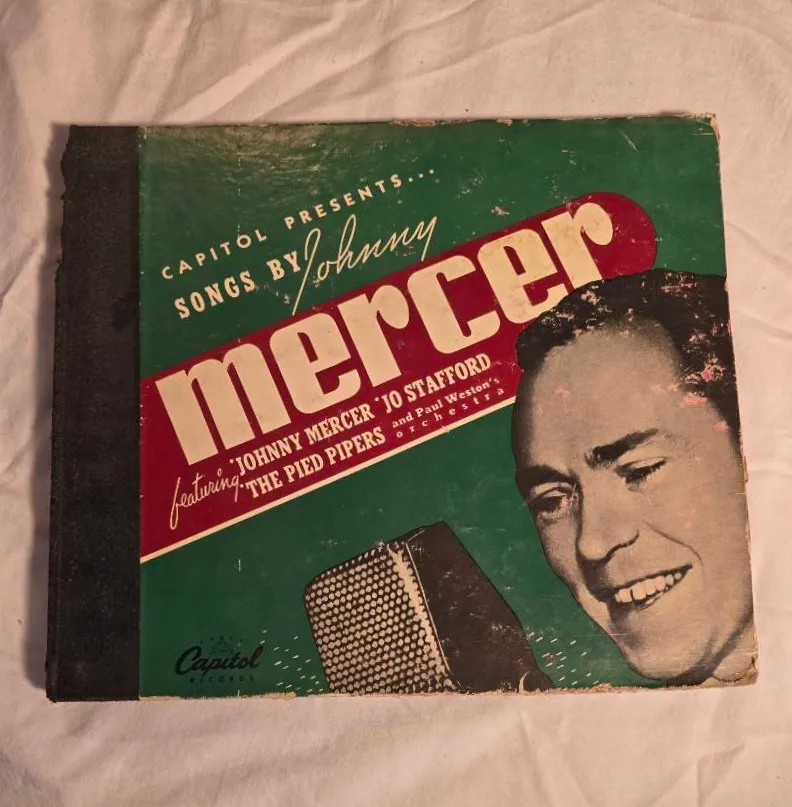 CAPITOL PRESENTS...
SONGS BY Johnny
mercer
featuring
•JOHNNY MERCER •JO STAFFORD
•THE PIED PIPERS and Paul Weston's
orchestra
Capitol
RECORDS